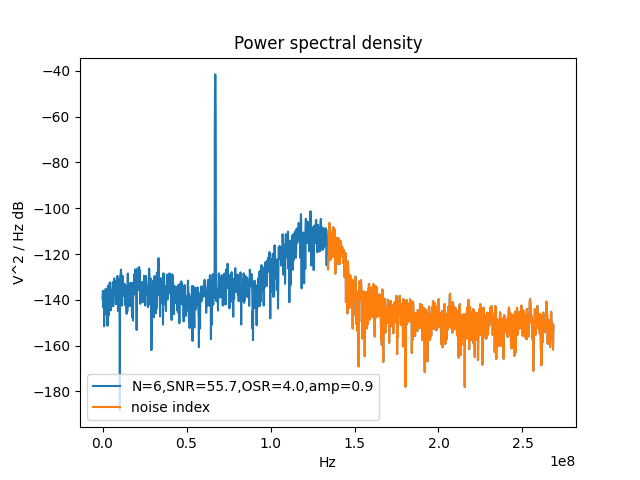 Power spectral density
V^2 / Hz dB
−40
−60
−80
−100
−120
−140
−160
−180
N=6,SNR=55.7,OSR=4.0,amp=0.9
noise index
0.0 0.5 1.0 1.5 2.0 2.5
1e8
Hz